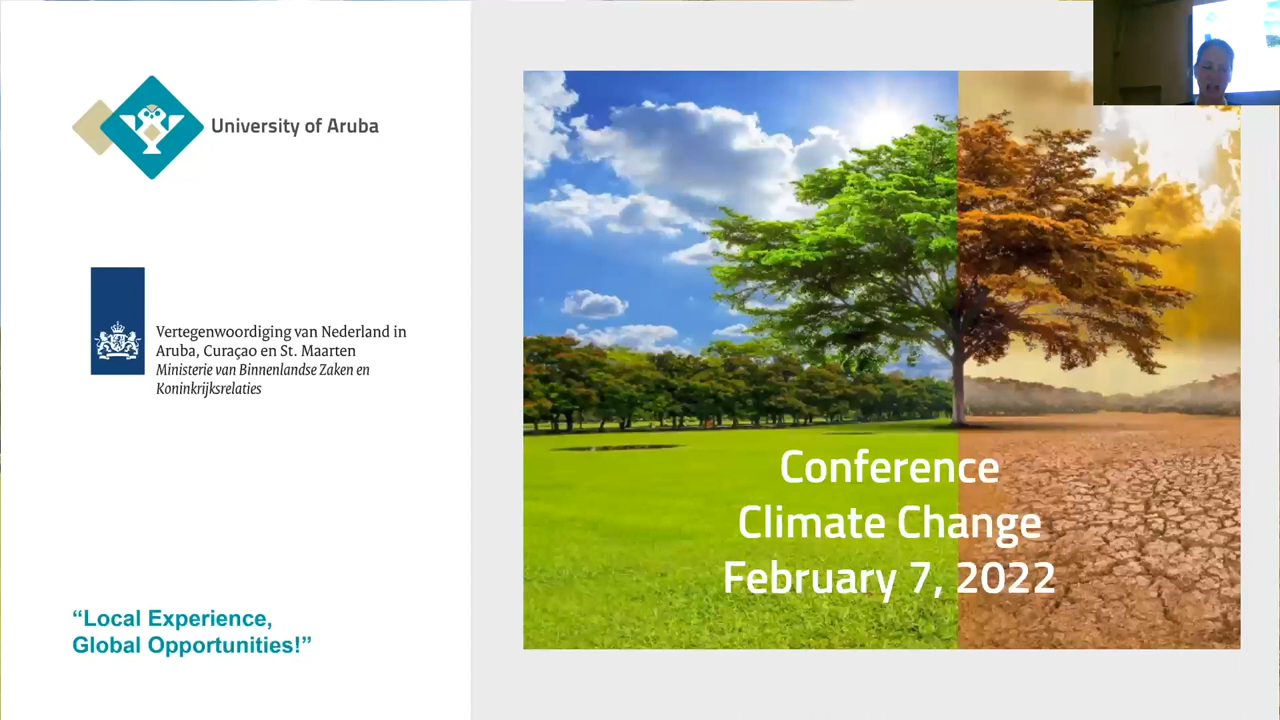 University of Aruba
Vertegenwoordiging van Nederland in
Aruba, Curaçao en St. Maarten
Ministerie van Binnenlandse Zaken en
Koninkrijksrelaties
“Local Experience,
Global Opportunities!”
Conference
Climate Change
February 7, 2022